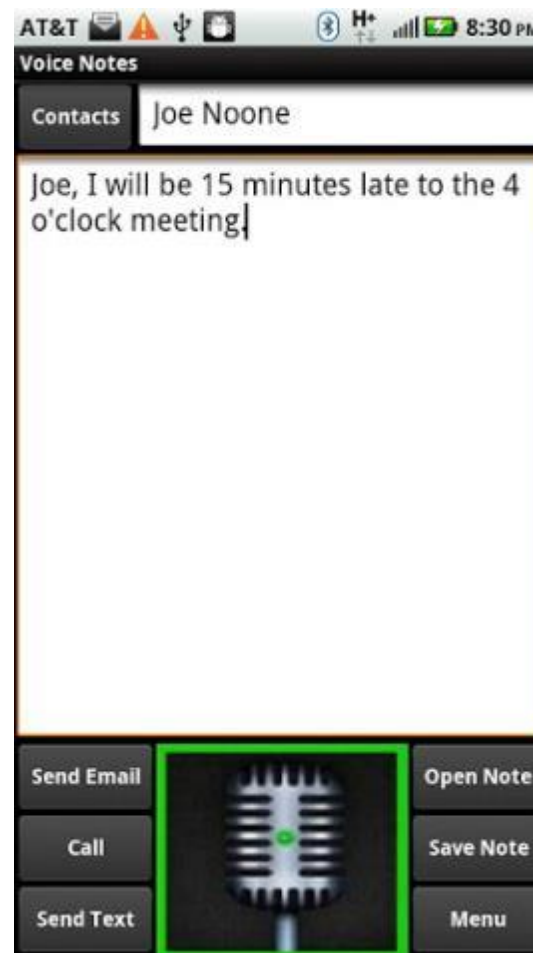 AT&T H+ 8:30 PM
Voice Notes
Contacts Joe Noone
Joe, I will be 15 minutes late to the 4
o'clock meeting.
Send Email Open Note
Call Save Note
Send Text Menu